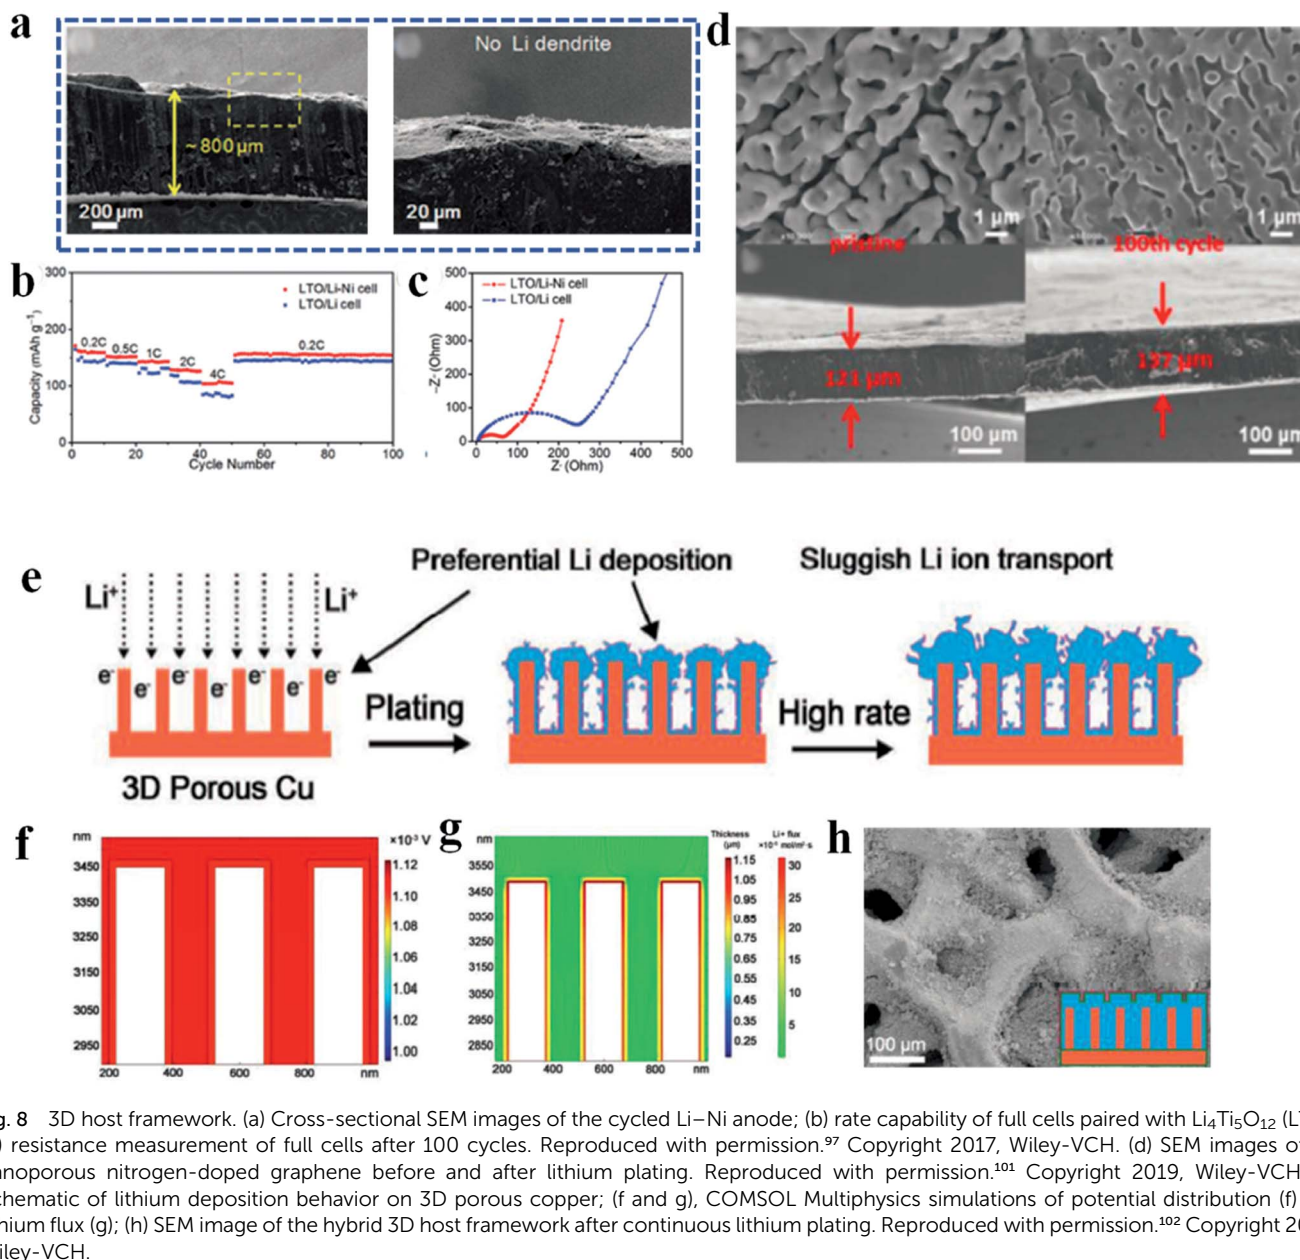 a
~ 800 μm
200 μm
No Li dendrite
20 μm
d
1 μm
1 μm
pristine
100th cycle
121 μm
137 μm
100 μm
100 μm
b
300
200
100
0
Capacity (mAh g⁻¹)
LTO/Li-Ni cell
LTO/Li cell
0.2C
0.5C
1C
2C
4C
0.2C
0 20 40 60 80 100
Cycle Number
c
500
400
300
200
100
0
-Z'' (Ohm)
LTO/Li-Ni cell
LTO/Li cell
0 100 200 300 400 500
Z' (Ohm)
e
Preferential Li deposition
Sluggish Li ion transport
Li⁺ Li⁺
e⁻ e⁻ e⁻ e⁻ e⁻ e⁻ e⁻
Plating
High rate
3D Porous Cu
f
nm
3450
3350
3250
3150
3050
2950
200 400 600 800 nm
×10⁻³ V
1.12
1.10
1.08
1.06
1.04
1.02
1.00
g
nm
3550
3450
3350
3250
3150
3050
2950
2850
200 400 600 800 nm
Thickness
(μm)
1.15
1.05
0.95
0.85
0.75
0.65
0.55
0.45
0.35
0.25
Li+ flux
mol/m²·s
30
25
20
15
10
5
h
100 μm
g. 8 3D host framework. (a) Cross-sectional SEM images of the cycled Li–Ni anode; (b) rate capability of full cells paired with Li₄Ti₅O₁₂ (LT
) resistance measurement of full cells after 100 cycles. Reproduced with permission.⁹⁷ Copyright 2017, Wiley-VCH. (d) SEM images of
anoporous nitrogen-doped graphene before and after lithium plating. Reproduced with permission.¹⁰¹ Copyright 2019, Wiley-VCH
chematic of lithium deposition behavior on 3D porous copper; (f and g), COMSOL Multiphysics simulations of potential distribution (f)
hium flux (g); (h) SEM image of the hybrid 3D host framework after continuous lithium plating. Reproduced with permission.¹⁰² Copyright 20
iley-VCH.